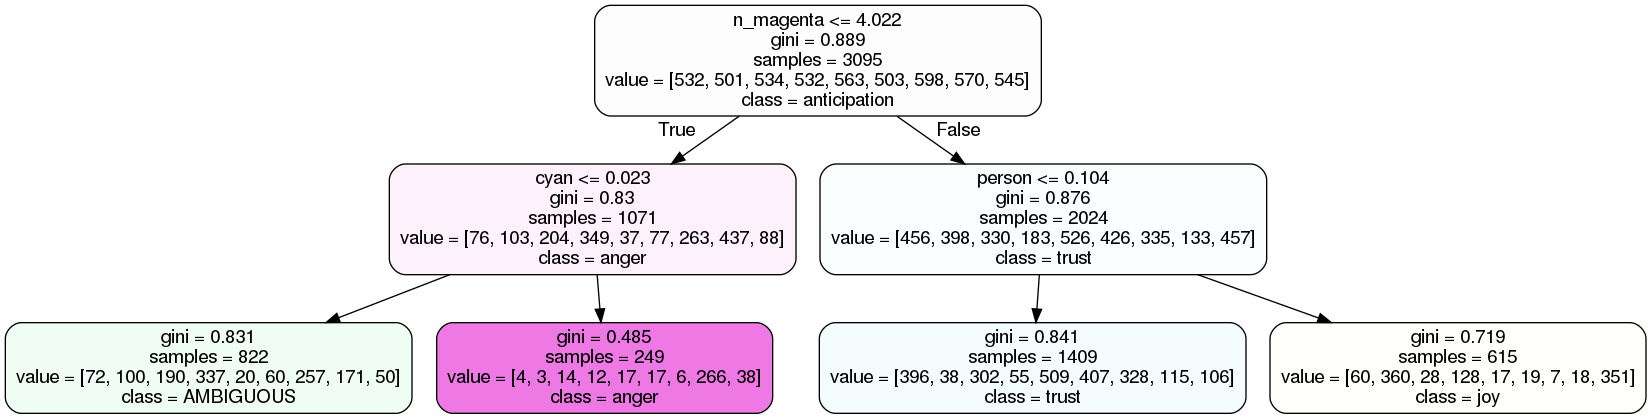 n_magenta <= 4.022
gini = 0.889
samples = 3095
value = [532, 501, 534, 532, 563, 503, 598, 570, 545]
class = anticipation
True
False
cyan <= 0.023
gini = 0.83
samples = 1071
value = [76, 103, 204, 349, 37, 77, 263, 437, 88]
class = anger
person <= 0.104
gini = 0.876
samples = 2024
value = [456, 398, 330, 183, 526, 426, 335, 133, 457]
class = trust
gini = 0.831
samples = 822
value = [72, 100, 190, 337, 20, 60, 257, 171, 50]
class = AMBIGUOUS
gini = 0.485
samples = 249
value = [4, 3, 14, 12, 17, 17, 6, 266, 38]
class = anger
gini = 0.841
samples = 1409
value = [396, 38, 302, 55, 509, 407, 328, 115, 106]
class = trust
gini = 0.719
samples = 615
value = [60, 360, 28, 128, 17, 19, 7, 18, 351]
class = joy